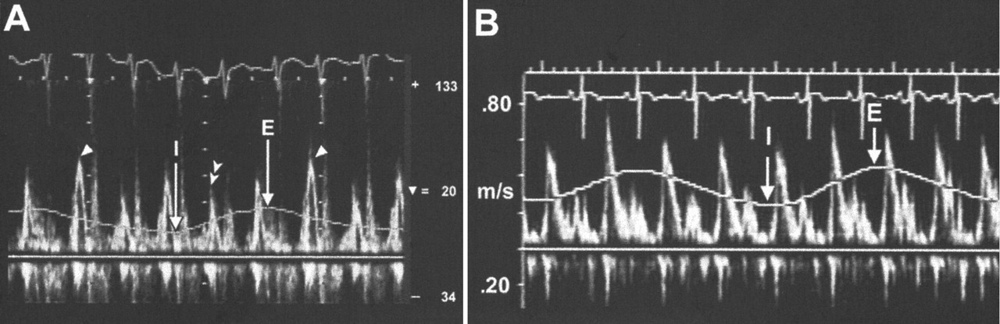 A
+ 133
E
I
▼ = 20
− 34
B
.80
E
I
m/s
.20